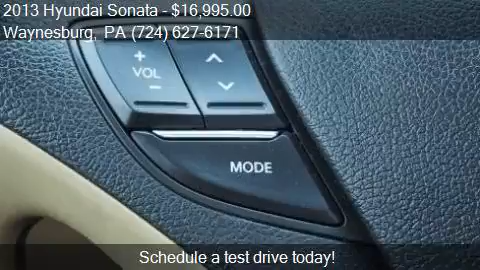 2013 Hyundai Sonata - $16,995.00
Waynesburg, PA (724) 627-6171
+
VOL
-
MODE
Schedule a test drive today!